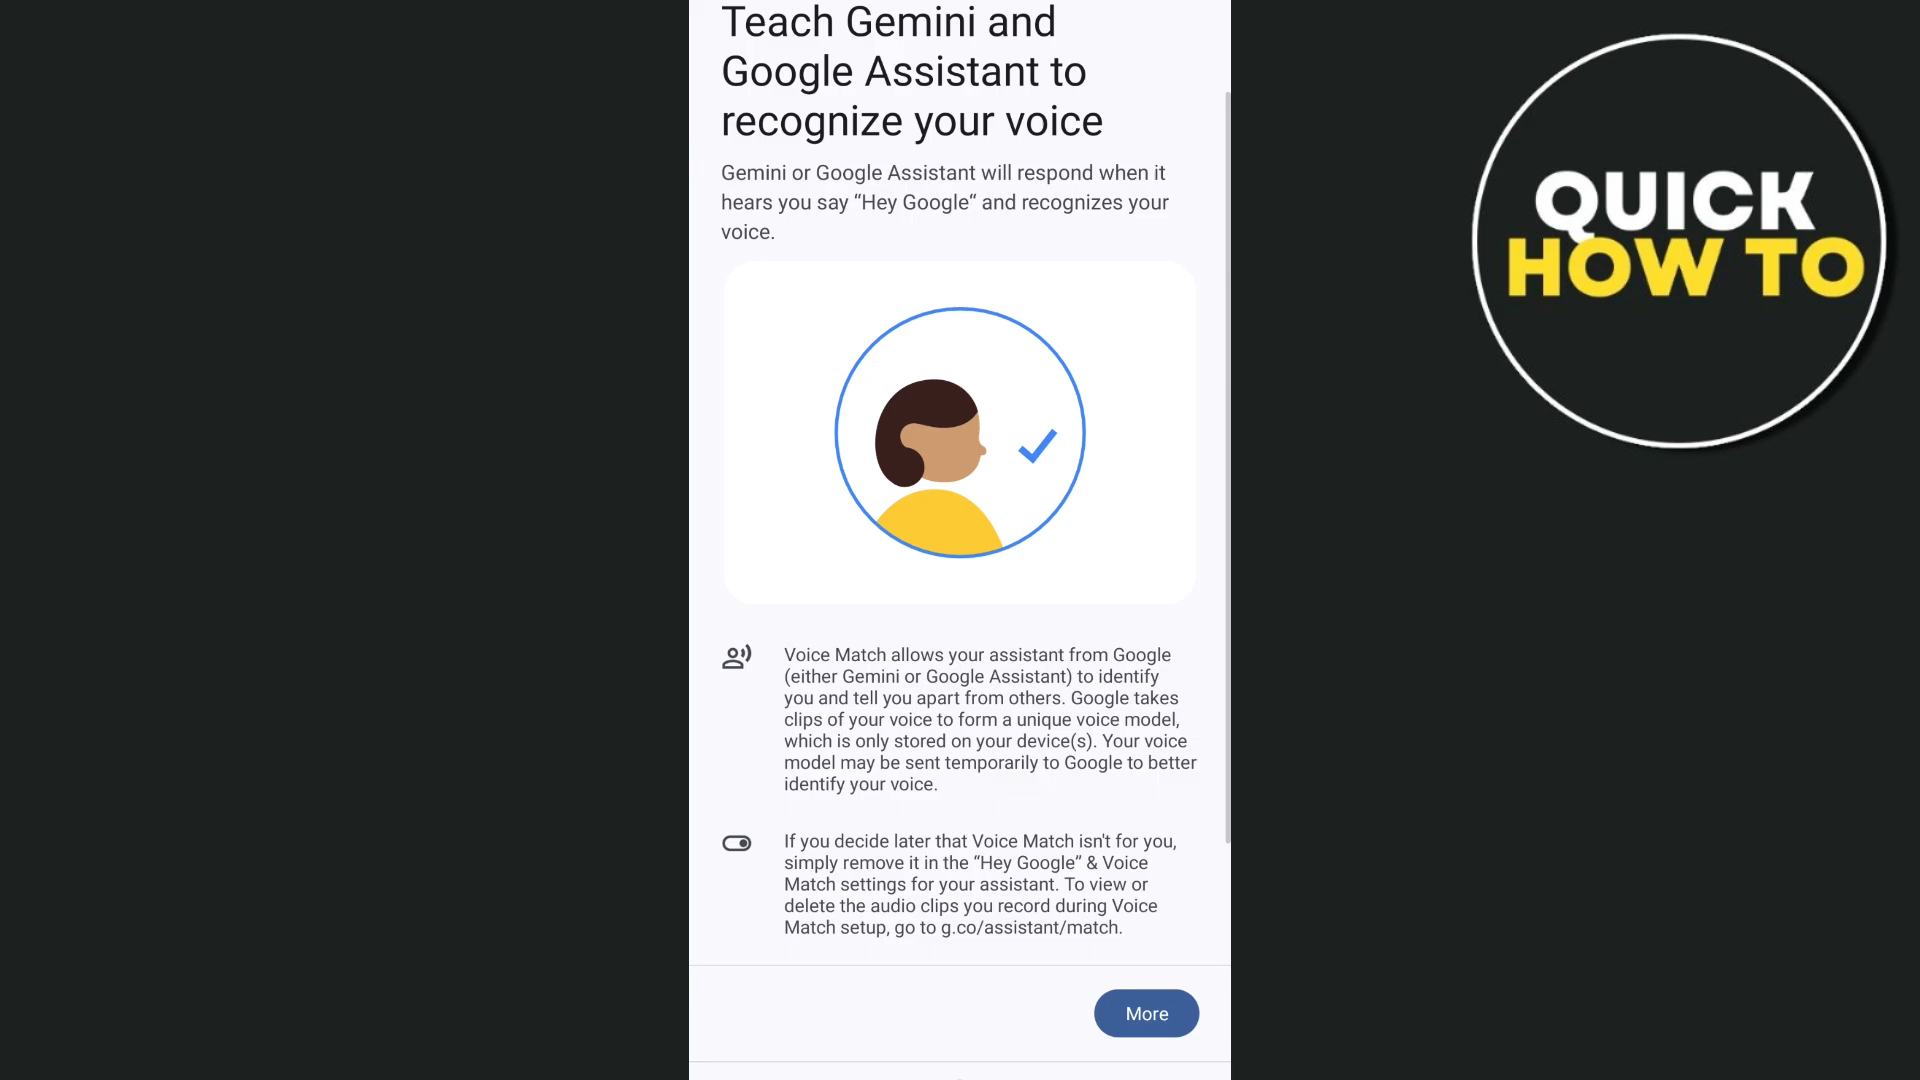 Teach Gemini and
Google Assistant to
recognize your voice
Gemini or Google Assistant will respond when it
hears you say “Hey Google“ and recognizes your
voice.
Voice Match allows your assistant from Google
(either Gemini or Google Assistant) to identify
you and tell you apart from others. Google takes
clips of your voice to form a unique voice model,
which is only stored on your device(s). Your voice
model may be sent temporarily to Google to better
identify your voice.
If you decide later that Voice Match isn't for you,
simply remove it in the “Hey Google” & Voice
Match settings for your assistant. To view or
delete the audio clips you record during Voice
Match setup, go to g.co/assistant/match.
More
QUICK
HOW TO